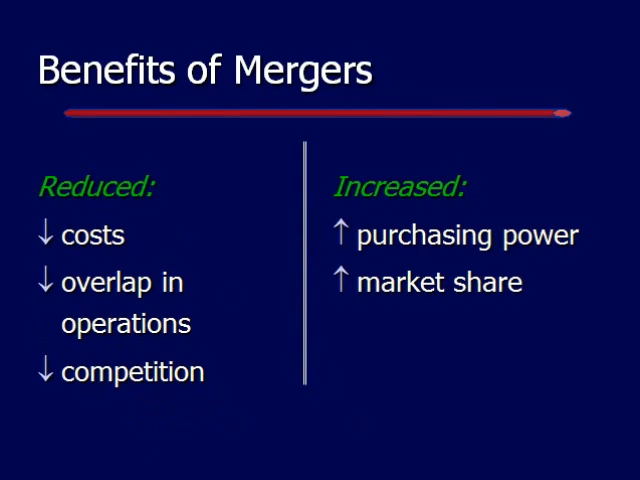 Benefits of Mergers
Reduced:
↓ costs
↓ overlap in
operations
↓ competition
Increased:
↑ purchasing power
↑ market share